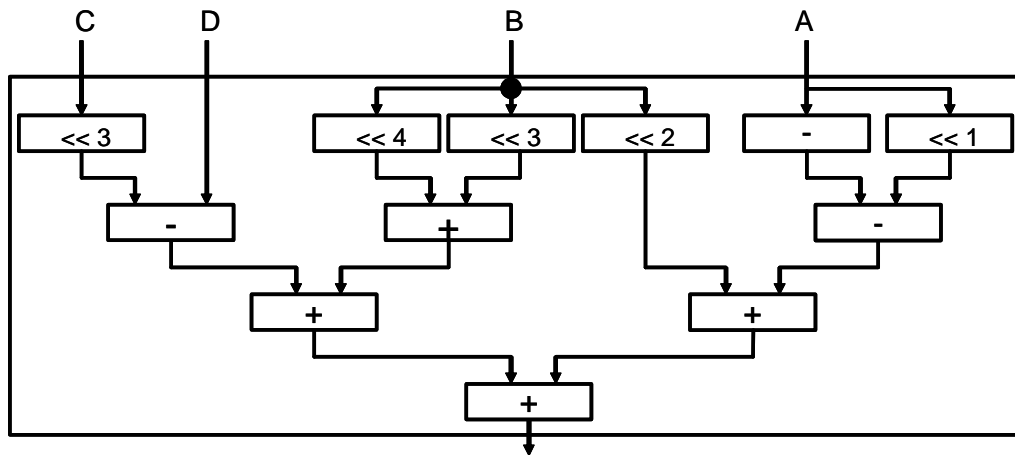 C D B A
<< 3 << 4 << 3 << 2 - << 1
- + -
+ +
+